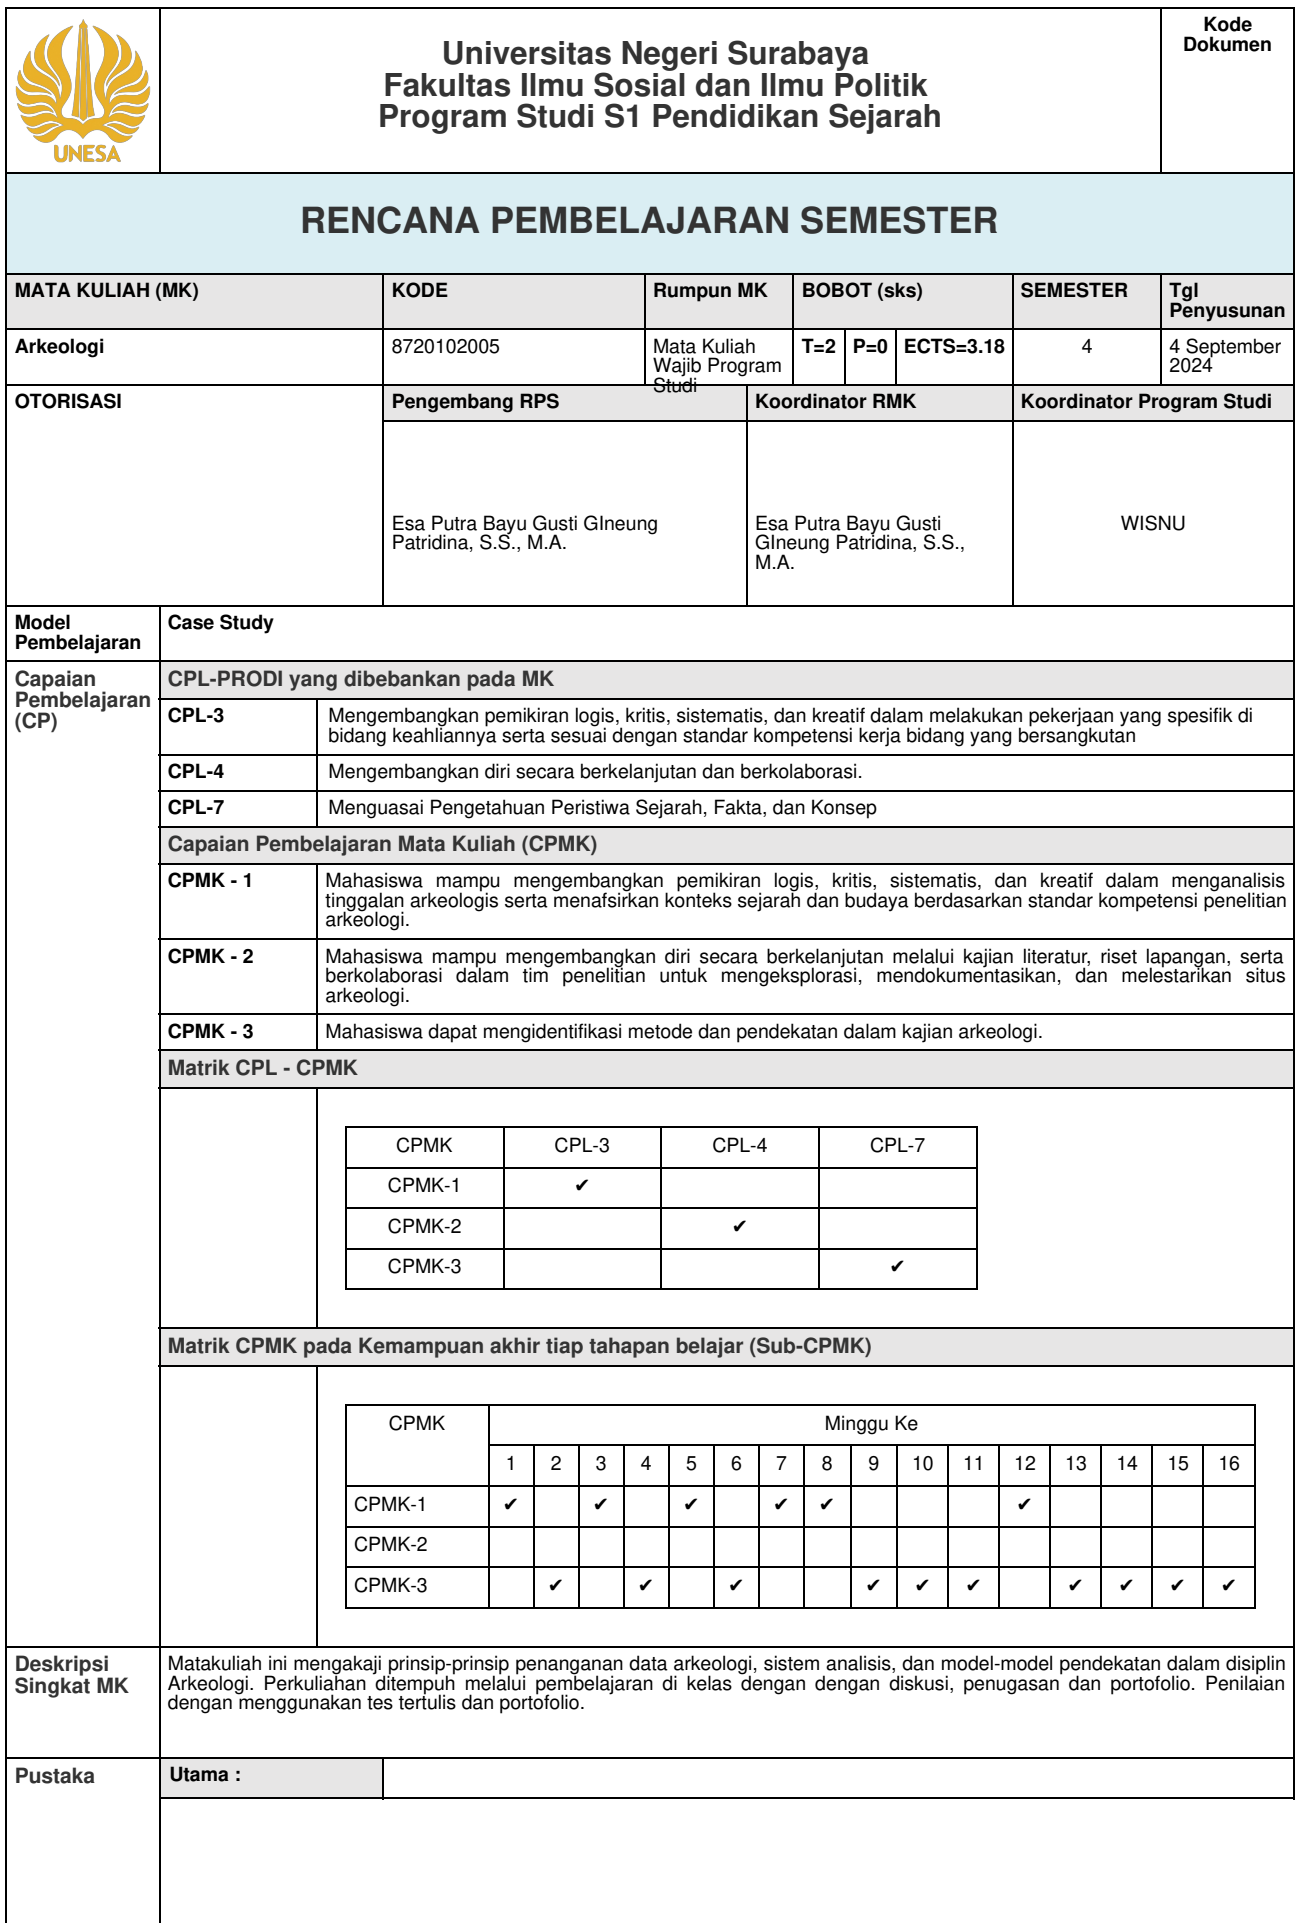 UNESA
Universitas Negeri Surabaya
Fakultas Ilmu Sosial dan Ilmu Politik
Program Studi S1 Pendidikan Sejarah
Kode
Dokumen
RENCANA PEMBELAJARAN SEMESTER
MATA KULIAH (MK) KODE Rumpun MK BOBOT (sks) SEMESTER Tgl
Penyusunan
Arkeologi 8720102005 Mata Kuliah T=2 P=0 ECTS=3.18 4 4 September
Wajib Program 2024
Studi
OTORISASI Pengembang RPS Koordinator RMK Koordinator Program Studi
Esa Putra Bayu Gusti GIneung
Patridina, S.S., M.A.
Esa Putra Bayu Gusti
GIneung Patridina, S.S.,
M.A.
WISNU
Model
Pembelajaran
Case Study
Capaian
Pembelajaran
(CP)
CPL-PRODI yang dibebankan pada MK
CPL-3 Mengembangkan pemikiran logis, kritis, sistematis, dan kreatif dalam melakukan pekerjaan yang spesifik di
bidang keahliannya serta sesuai dengan standar kompetensi kerja bidang yang bersangkutan
CPL-4 Mengembangkan diri secara berkelanjutan dan berkolaborasi.
CPL-7 Menguasai Pengetahuan Peristiwa Sejarah, Fakta, dan Konsep
Capaian Pembelajaran Mata Kuliah (CPMK)
CPMK - 1 Mahasiswa mampu mengembangkan pemikiran logis, kritis, sistematis, dan kreatif dalam menganalisis
tinggalan arkeologis serta menafsirkan konteks sejarah dan budaya berdasarkan standar kompetensi penelitian
arkeologi.
CPMK - 2 Mahasiswa mampu mengembangkan diri secara berkelanjutan melalui kajian literatur, riset lapangan, serta
berkolaborasi dalam tim penelitian untuk mengeksplorasi, mendokumentasikan, dan melestarikan situs
arkeologi.
CPMK - 3 Mahasiswa dapat mengidentifikasi metode dan pendekatan dalam kajian arkeologi.
Matrik CPL - CPMK
CPMK CPL-3 CPL-4 CPL-7
CPMK-1 ✔
CPMK-2 ✔
CPMK-3 ✔
Matrik CPMK pada Kemampuan akhir tiap tahapan belajar (Sub-CPMK)
CPMK Minggu Ke
1 2 3 4 5 6 7 8 9 10 11 12 13 14 15 16
CPMK-1 ✔ ✔ ✔ ✔ ✔ ✔
CPMK-2
CPMK-3 ✔ ✔ ✔ ✔ ✔ ✔ ✔ ✔ ✔ ✔
Deskripsi
Singkat MK
Matakuliah ini mengakaji prinsip-prinsip penanganan data arkeologi, sistem analisis, dan model-model pendekatan dalam disiplin
Arkeologi. Perkuliahan ditempuh melalui pembelajaran di kelas dengan dengan diskusi, penugasan dan portofolio. Penilaian
dengan menggunakan tes tertulis dan portofolio.
Pustaka Utama :